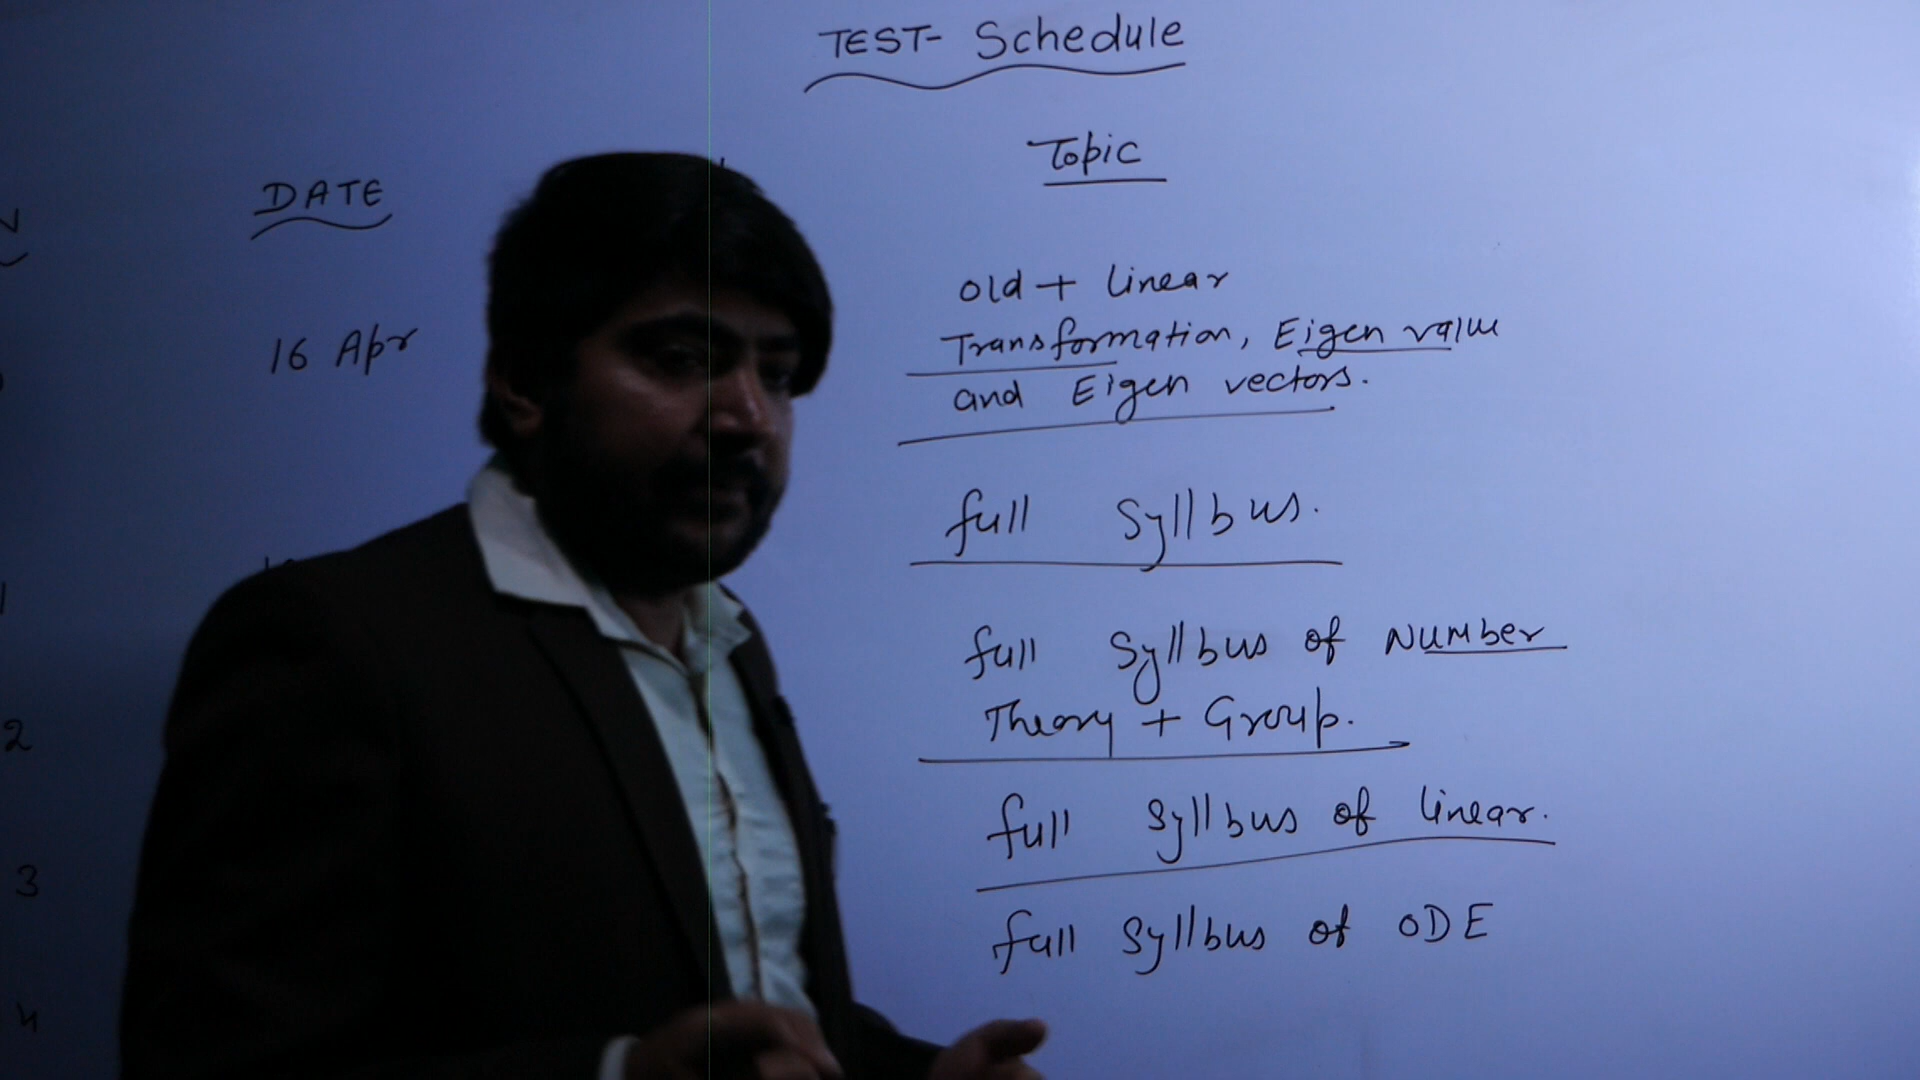 TEST- Schedule
DATE
Topic
16 Apr
old + linear
Transformation, Eigen value
and Eigen vectors.
full Syllbus.
full Syllbus of Number
Theory + Group.
2
full Syllbus of linear.
3
full Syllbus of ODE
4